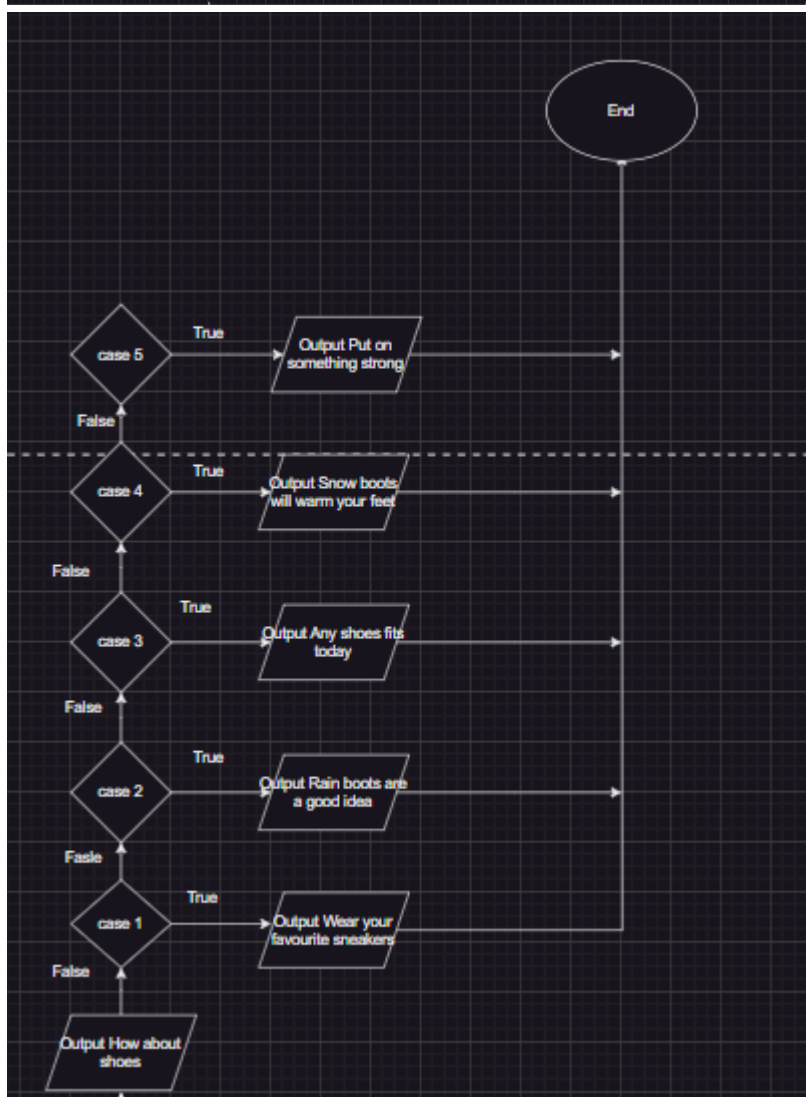 End
True
case 5
Output Put on
something strong
False
True
case 4
Output Snow boots
will warm your feet
False
True
case 3
Output Any shoes fits
today
False
True
case 2
Output Rain boots are
a good idea
Fasle
True
case 1
Output Wear your
favourite sneakers
False
Output How about
shoes